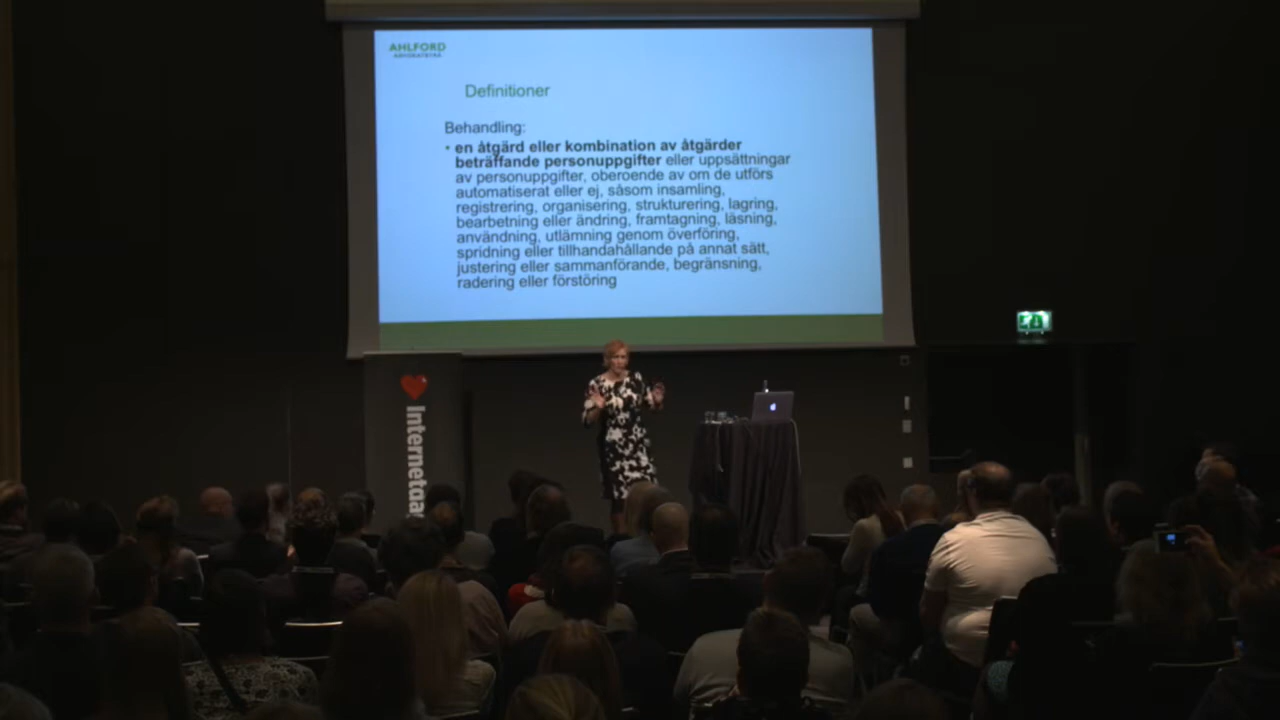 AHLFORD
ADVOKATBYRÅ
Definitioner
Behandling:
• en åtgärd eller kombination av åtgärder
beträffande personuppgifter eller uppsättningar
av personuppgifter, oberoende av om de utförs
automatiserat eller ej, såsom insamling,
registrering, organisering, strukturering, lagring,
bearbetning eller ändring, framtagning, läsning,
användning, utlämning genom överföring,
spridning eller tillhandahållande på annat sätt,
justering eller sammanförande, begränsning,
radering eller förstöring
Internetda